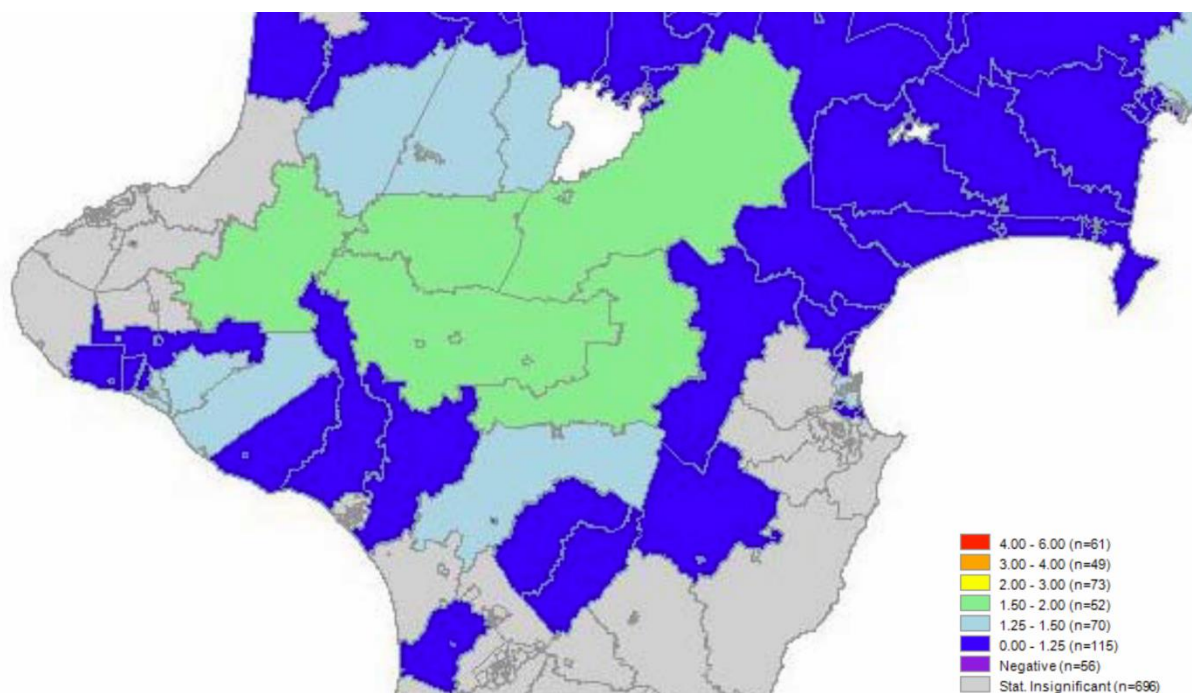 4.00 - 6.00 (n=61)
3.00 - 4.00 (n=49)
2.00 - 3.00 (n=73)
1.50 - 2.00 (n=52)
1.25 - 1.50 (n=70)
0.00 - 1.25 (n=115)
Negative (n=56)
Stat. Insignificant (n=696)